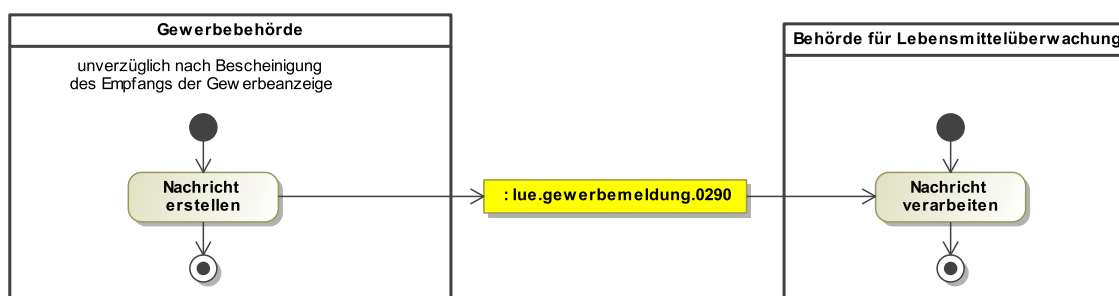 Gewerbebehörde
unverzüglich nach Bescheinigung
des Empfangs der Gewerbeanzeige
Nachricht
erstellen
: lue.gewerbemeldung.0290
Behörde für Lebensmittelüberwachung
Nachricht
verarbeiten